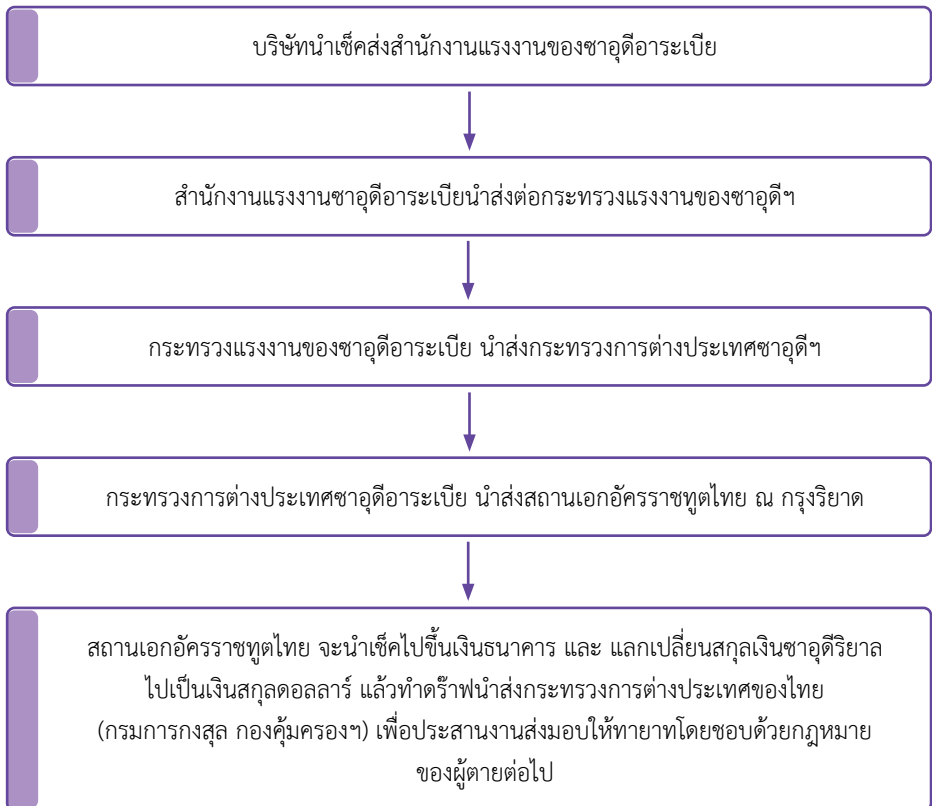 บริษัทนำเช็คส่งสำนักงานแรงงานของซาอุดีอาระเบีย
สำนักงานแรงงานซาอุดีอาระเบียนำส่งต่อกระทรวงแรงงานของซาอุดีฯ
กระทรวงแรงงานของซาอุดีอาระเบีย นำส่งกระทรวงการต่างประเทศซาอุดีฯ
กระทรวงการต่างประเทศซาอุดีอาระเบีย นำส่งสถานเอกอัครราชทูตไทย ณ กรุงริยาด
สถานเอกอัครราชทูตไทย จะนำเช็คไปขึ้นเงินธนาคาร และ แลกเปลี่ยนสกุลเงินซาอุดีริยาล
ไปเป็นเงินสกุลดอลลาร์ แล้วทำดร๊าฟนำส่งกระทรวงการต่างประเทศของไทย
(กรมการกงสุล กองคุ้มครองฯ) เพื่อประสานงานส่งมอบให้ทายาทโดยชอบด้วยกฎหมาย
ของผู้ตายต่อไป